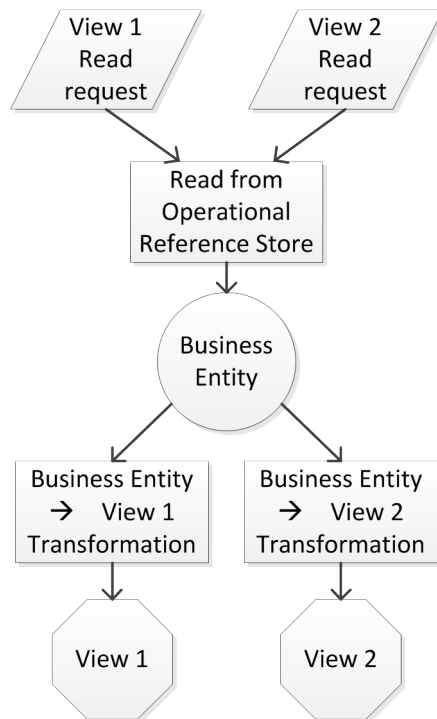 View 1
Read
request
View 2
Read
request
Read from
Operational
Reference Store
Business
Entity
Business Entity
→ View 1
Transformation
Business Entity
→ View 2
Transformation
View 1
View 2